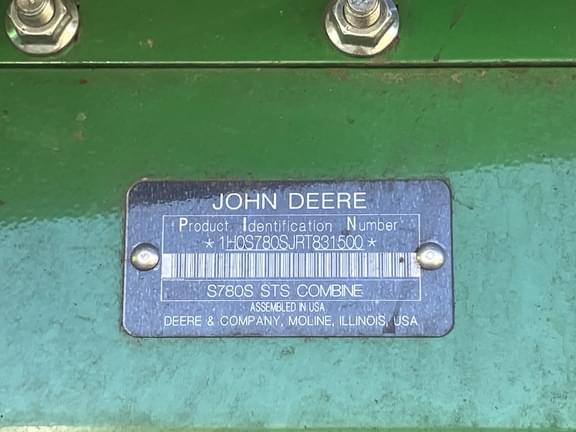 JOHN DEERE
Product Identification Number
*1H0S780SJRT831500*
S780S STS COMBINE
ASSEMBLED IN USA
DEERE & COMPANY, MOLINE, ILLINOIS, USA